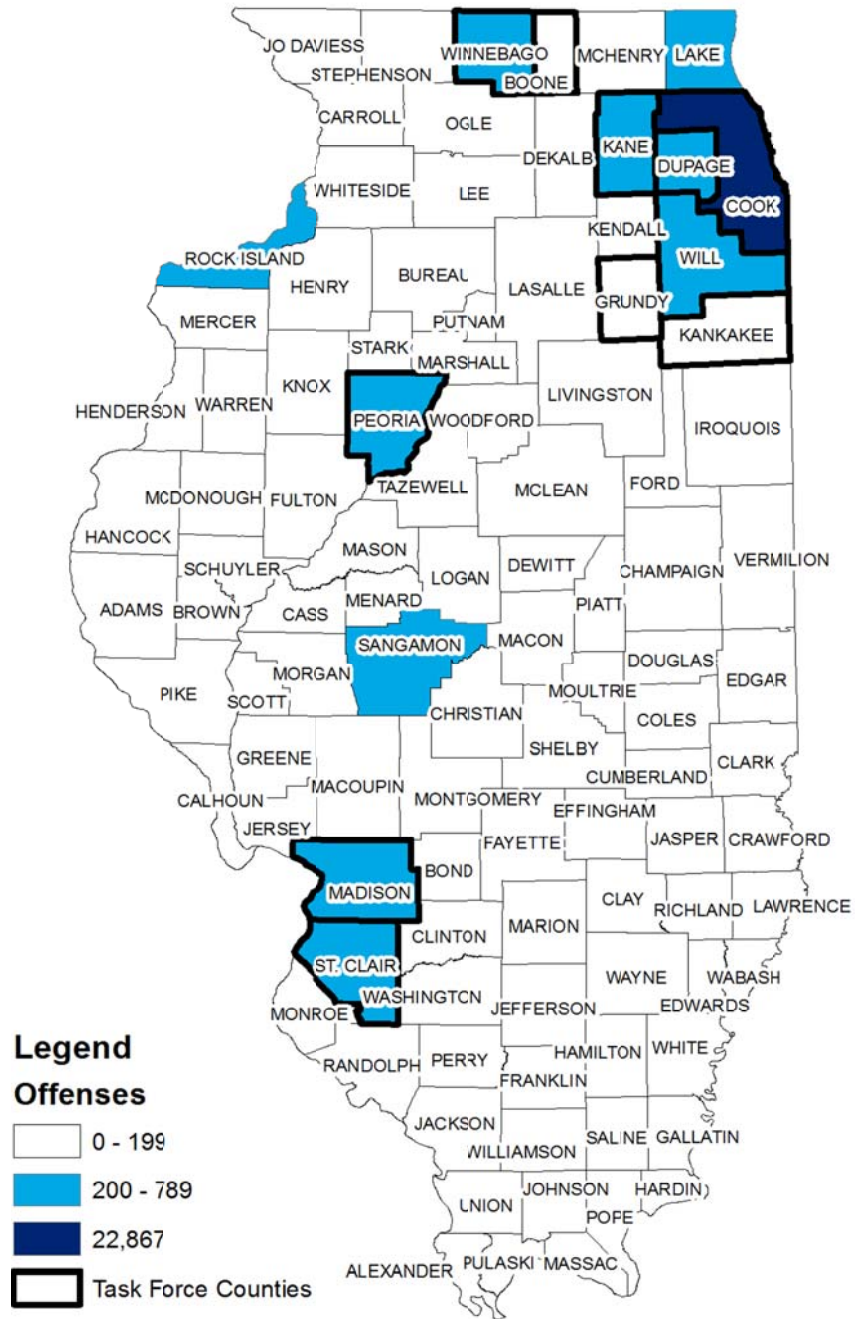 JO DAVIESS
STEPHENSON
WINNEBAGO
BOONE
MCHENRY
LAKE
CARROLL
OGLE
DEKALB
KANE
DUPAGE
COOK
WHITESIDE
LEE
KENDALL
WILL
ROCK ISLAND
HENRY
BUREAU
LASALLE
GRUNDY
MERCER
PUTNAM
KANKAKEE
STARK
MARSHALL
KNOX
LIVINGSTON
HENDERSON
WARREN
PEORIA
WOODFORD
IROQUOIS
TAZEWELL
MCLEAN
FORD
MCDONOUGH
FULTON
HANCOCK
MASON
SCHUYLER
LOGAN
DEWITT
CHAMPAIGN
VERMILION
ADAMS
BROWN
CASS
MENARD
PIATT
SANGAMON
MACON
MORGAN
DOUGLAS
EDGAR
PIKE
SCOTT
CHRISTIAN
MOULTRIE
COLES
SHELBY
GREENE
CLARK
MACOUPIN
CUMBERLAND
CALHOUN
MONTGOMERY
EFFINGHAM
JERSEY
FAYETTE
JASPER
CRAWFORD
BOND
MADISON
CLAY
RICHLAND
LAWRENCE
CLINTON
MARION
ST. CLAIR
WAYNE
WABASH
WASHINGTON
EDWARDS
MONROE
JEFFERSON
RANDOLPH
PERRY
HAMILTON
WHITE
FRANKLIN
JACKSON
WILLIAMSON
SALINE
GALLATIN
UNION
JOHNSON
HARDIN
POPE
ALEXANDER
PULASKI
MASSAC
Legend
Offenses
0 - 199
200 - 789
22,867
Task Force Counties